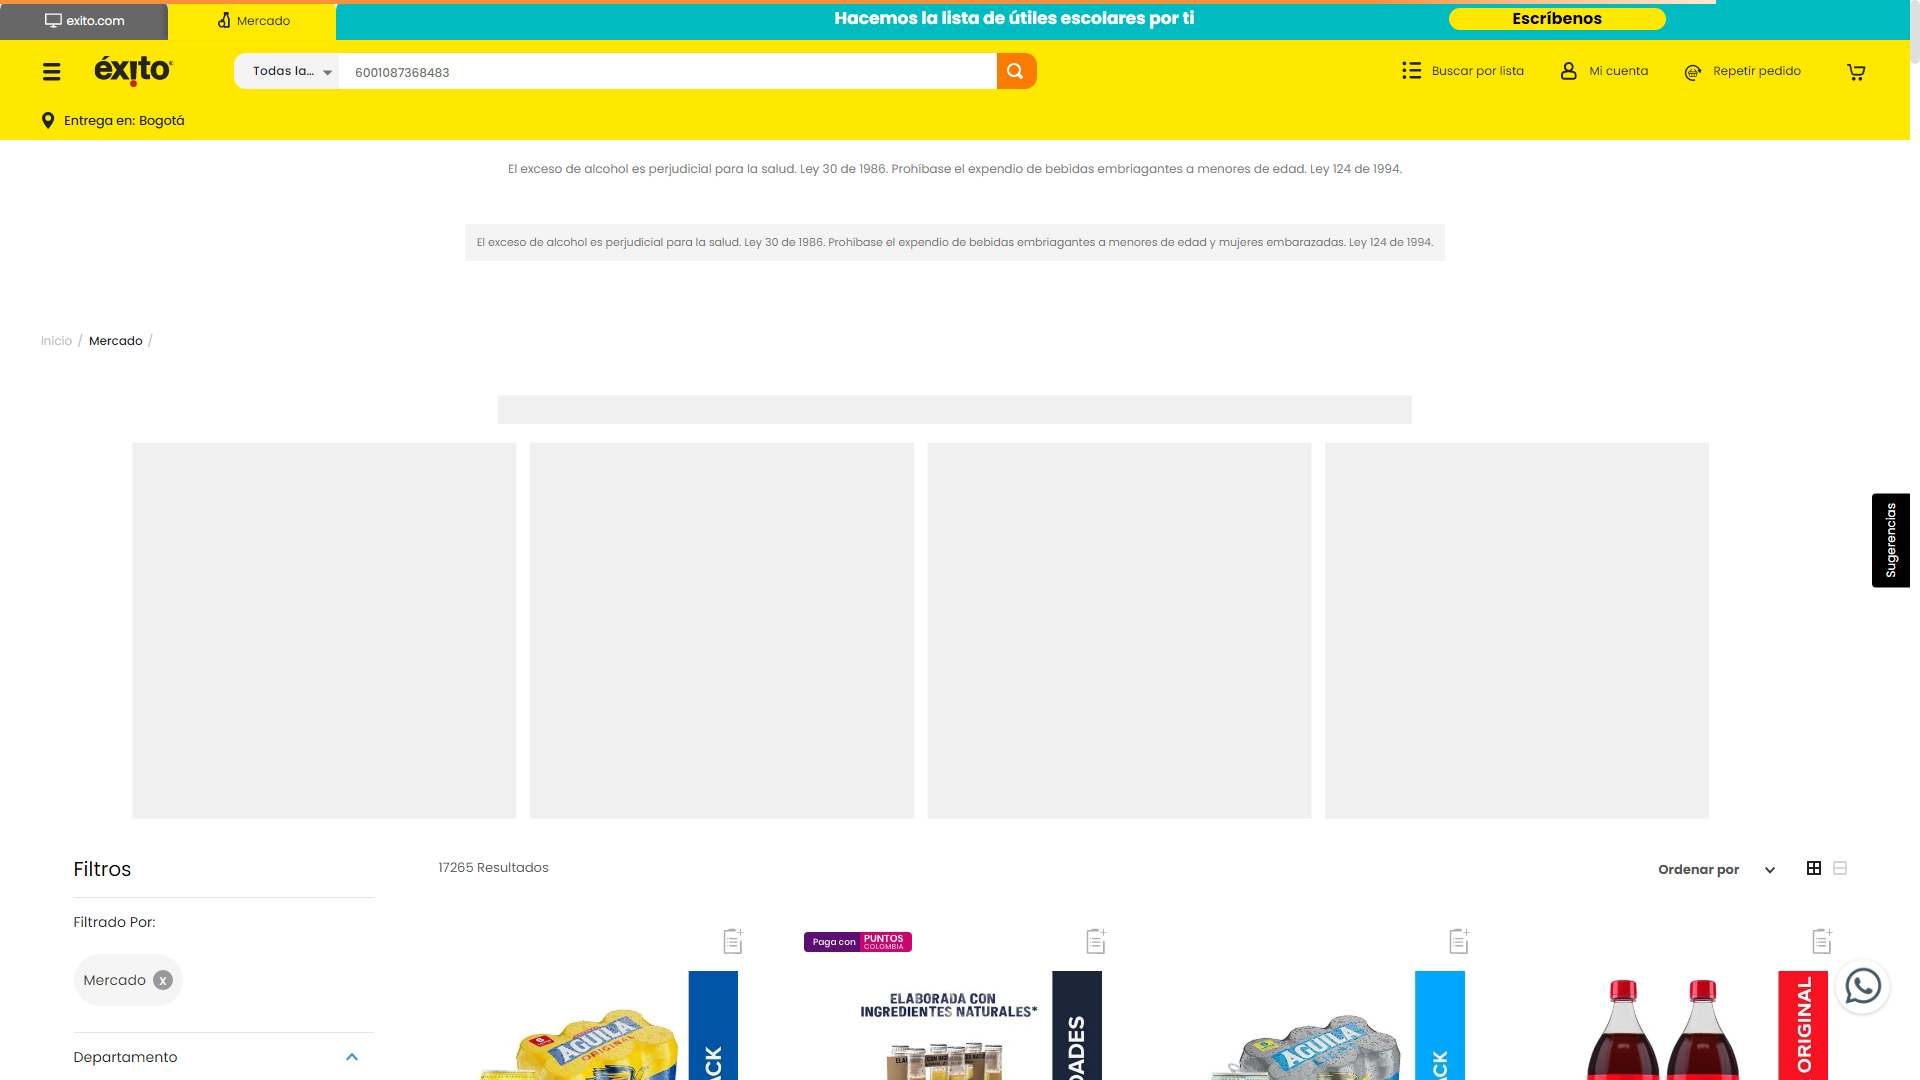 exito.com
Mercado
Hacemos la lista de útiles escolares por ti
Escríbenos
éxito
Todas la...
6001087368483
Buscar por lista
Mi cuenta
Repetir pedido
Entrega en: Bogotá
El exceso de alcohol es perjudicial para la salud. Ley 30 de 1986. Prohíbase el expendio de bebidas embriagantes a menores de edad. Ley 124 de 1994.
El exceso de alcohol es perjudicial para la salud. Ley 30 de 1986. Prohíbase el expendio de bebidas embriagantes a menores de edad y mujeres embarazadas. Ley 124 de 1994.
Inicio / Mercado /
Sugerencias
Filtros
17265 Resultados
Ordenar por
Filtrado Por:
Mercado x
Departamento
Paga con PUNTOS
COLOMBIA
ELABORADA CON
INGREDIENTES NATURALES*
AGUILA
ORIGINAL
ACK
DADES
AGUILA
CK
ORIGINAL